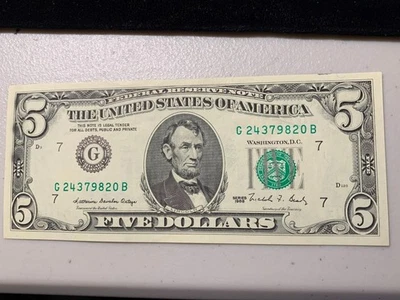 FEDERAL RESERVE NOTE
5 5
THE UNITED STATES OF AMERICA
THIS NOTE IS LEGAL TENDER
FOR ALL DEBTS, PUBLIC AND PRIVATE
G 24379820 B
WASHINGTON, D.C.
7 G 7
G 24379820 B
7 SERIES 7
5 FIVE DOLLARS 5